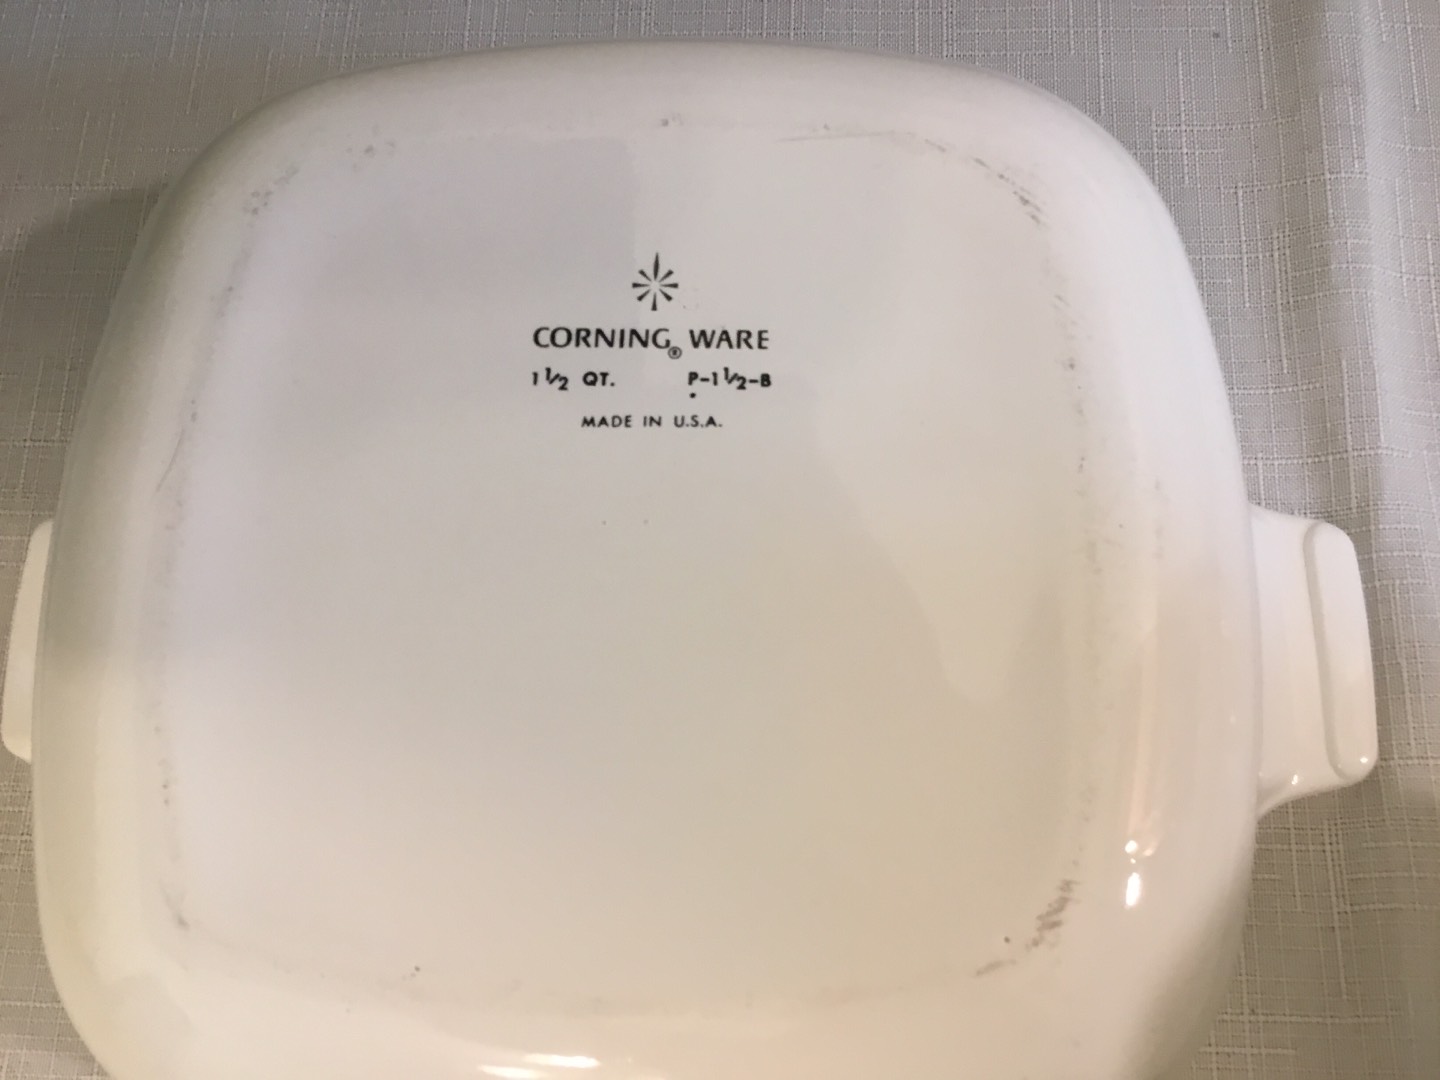 CORNING® WARE
1½ QT. P-1½-B
MADE IN U.S.A.